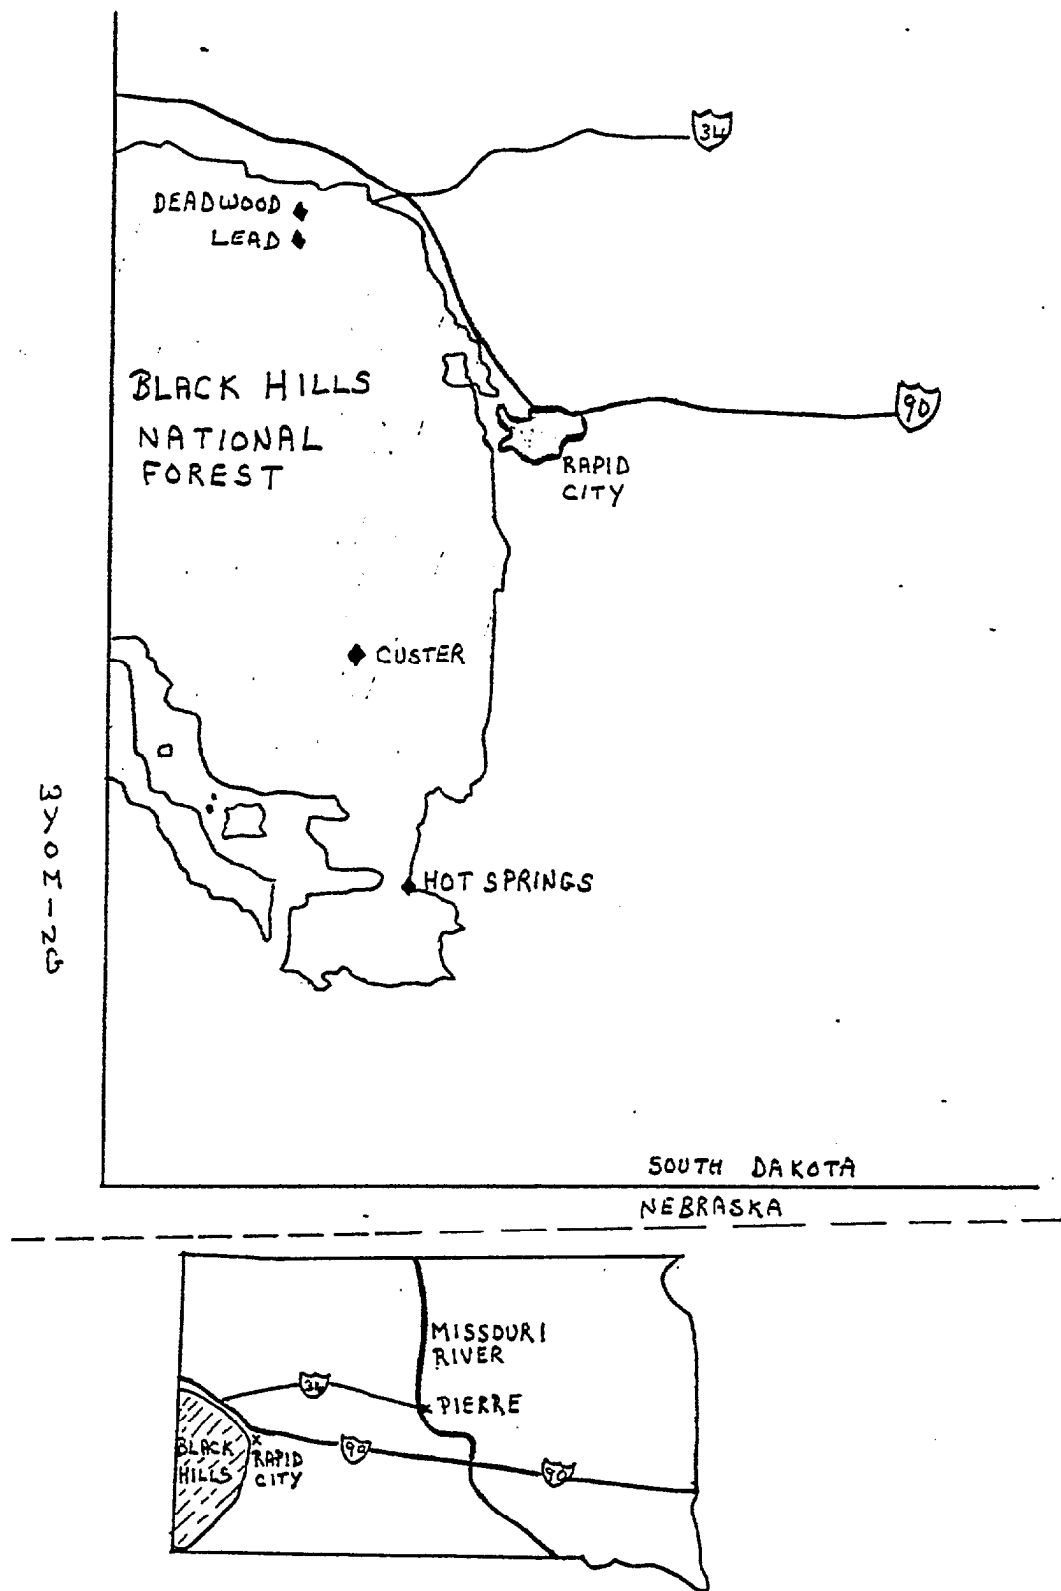 34
DEADWOOD
LEAD
BLACK HILLS
NATIONAL
FOREST
90
RAPID
CITY
CUSTER
WYOMING
HOT SPRINGS
SOUTH DAKOTA
NEBRASKA
MISSOURI
RIVER
34
PIERRE
BLACK
HILLS
RAPID
CITY
90
90